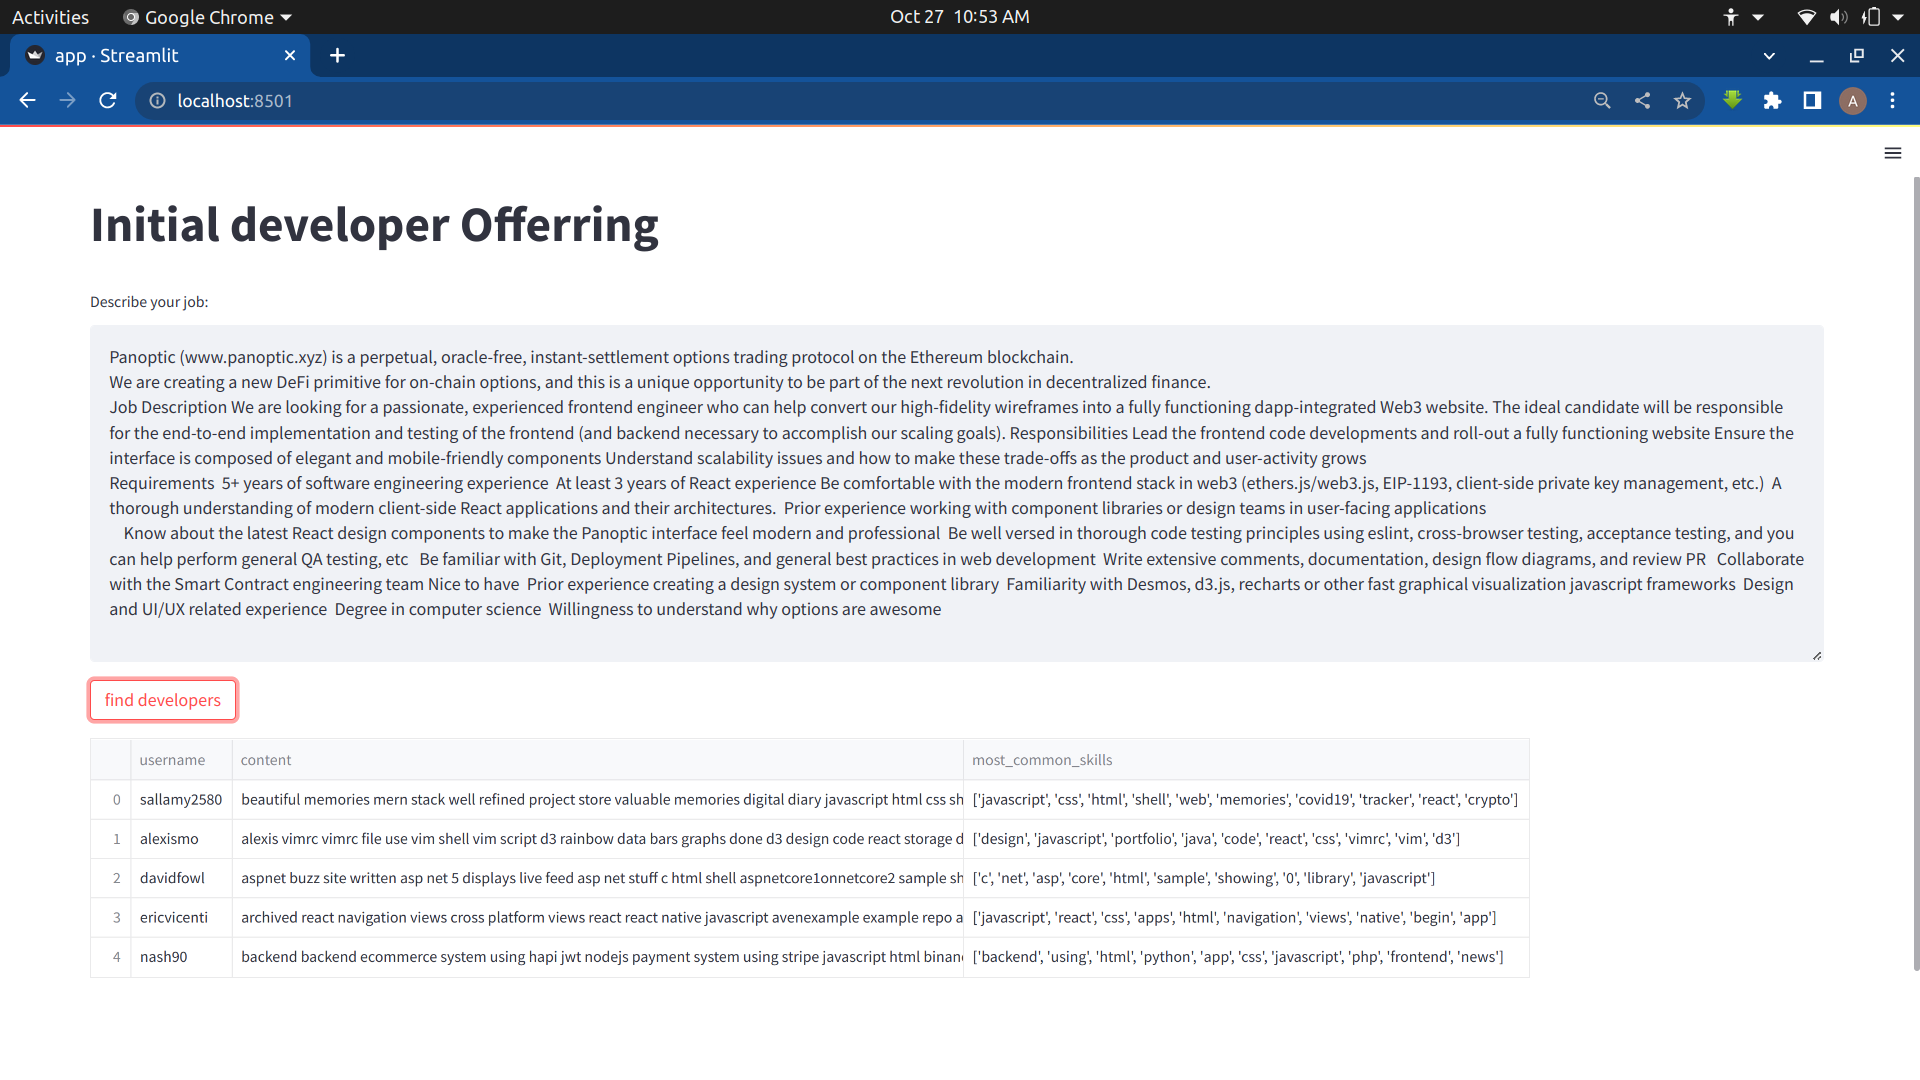 Activities
Google Chrome
Oct 27 10:53 AM
app · Streamlit
localhost:8501
A
Initial developer Offerring
Describe your job:
Panoptic (www.panoptic.xyz) is a perpetual, oracle-free, instant-settlement options trading protocol on the Ethereum blockchain.
We are creating a new DeFi primitive for on-chain options, and this is a unique opportunity to be part of the next revolution in decentralized finance.
Job Description We are looking for a passionate, experienced frontend engineer who can help convert our high-fidelity wireframes into a fully functioning dapp-integrated Web3 website. The ideal candidate will be responsible
for the end-to-end implementation and testing of the frontend (and backend necessary to accomplish our scaling goals). Responsibilities Lead the frontend code developments and roll-out a fully functioning website Ensure the
interface is composed of elegant and mobile-friendly components Understand scalability issues and how to make these trade-offs as the product and user-activity grows
Requirements  5+ years of software engineering experience  At least 3 years of React experience Be comfortable with the modern frontend stack in web3 (ethers.js/web3.js, EIP-1193, client-side private key management, etc.)  A
thorough understanding of modern client-side React applications and their architectures.  Prior experience working with component libraries or design teams in user-facing applications
Know about the latest React design components to make the Panoptic interface feel modern and professional  Be well versed in thorough code testing principles using eslint, cross-browser testing, acceptance testing, and you
can help perform general QA testing, etc  Be familiar with Git, Deployment Pipelines, and general best practices in web development  Write extensive comments, documentation, design flow diagrams, and review PR  Collaborate
with the Smart Contract engineering team Nice to have  Prior experience creating a design system or component library  Familiarity with Desmos, d3.js, recharts or other fast graphical visualization javascript frameworks  Design
and UI/UX related experience  Degree in computer science  Willingness to understand why options are awesome
find developers
username content most_common_skills
0 sallamy2580 beautiful memories mern stack well refined project store valuable memories digital diary javascript html css sh ['javascript', 'css', 'html', 'shell', 'web', 'memories', 'covid19', 'tracker', 'react', 'crypto']
1 alexismo alexis vimrc vimrc file use vim shell vim script d3 rainbow data bars graphs done d3 design code react storage d ['design', 'javascript', 'portfolio', 'java', 'code', 'react', 'css', 'vimrc', 'vim', 'd3']
2 davidfowl aspnet buzz site written asp net 5 displays live feed asp net stuff c html shell aspnetcore1onnetcore2 sample sh ['c', 'net', 'asp', 'core', 'html', 'sample', 'showing', '0', 'library', 'javascript']
3 ericvicenti archived react navigation views cross platform views react react native javascript avenexample example repo a ['javascript', 'react', 'css', 'apps', 'html', 'navigation', 'views', 'native', 'begin', 'app']
4 nash90 backend backend ecommerce system using hapi jwt nodejs payment system using stripe javascript html binan ['backend', 'using', 'html', 'python', 'app', 'css', 'javascript', 'php', 'frontend', 'news']